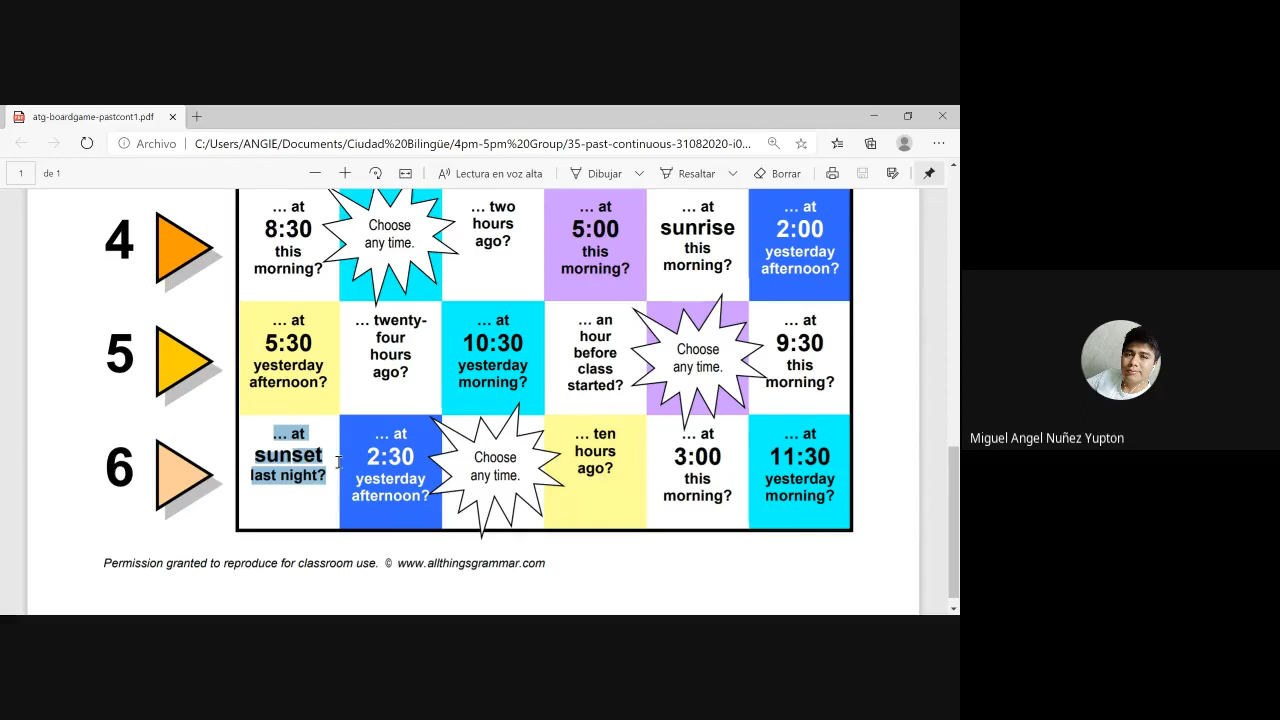 atg-boardgame-pastcont1.pdf
Archivo
C:/Users/ANGIE/Documents/Ciudad%20Bilingüe/4pm-5pm%20Group/35-past-continuous-31082020-i0...
1
de 1
Lectura en voz alta
Dibujar
Resaltar
Borrar
4
... at
8:30
this
morning?
Choose
any time.
... two
hours
ago?
... at
5:00
this
morning?
... at
sunrise
this
morning?
... at
2:00
yesterday
afternoon?
5
... at
5:30
yesterday
afternoon?
... twenty-
four
hours
ago?
... at
10:30
yesterday
morning?
... an
hour
before
class
started?
Choose
any time.
... at
9:30
this
morning?
6
... at
sunset
last night?
... at
2:30
yesterday
afternoon?
Choose
any time.
... ten
hours
ago?
... at
3:00
this
morning?
... at
11:30
yesterday
morning?
Permission granted to reproduce for classroom use. © www.allthingsgrammar.com
Miguel Angel Nuñez Yupton